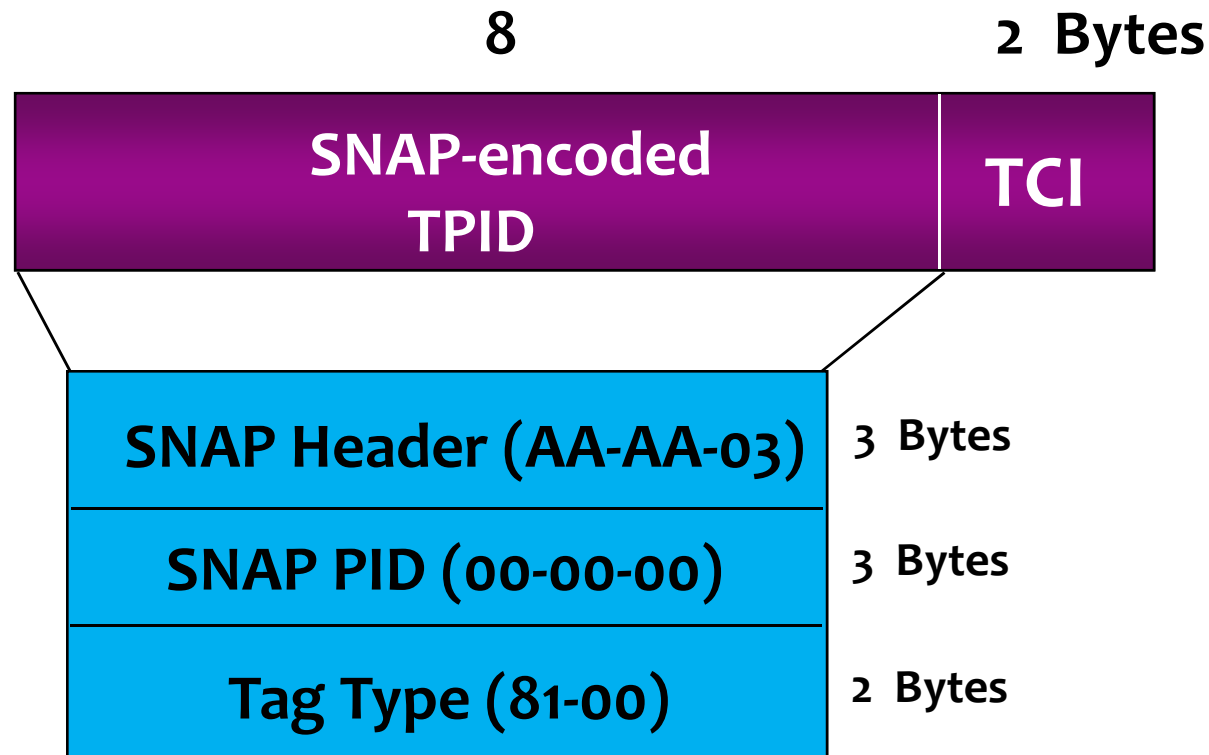 8 2 Bytes
SNAP-encoded
TPID
TCI
SNAP Header (AA-AA-03) 3 Bytes
SNAP PID (00-00-00) 3 Bytes
Tag Type (81-00) 2 Bytes